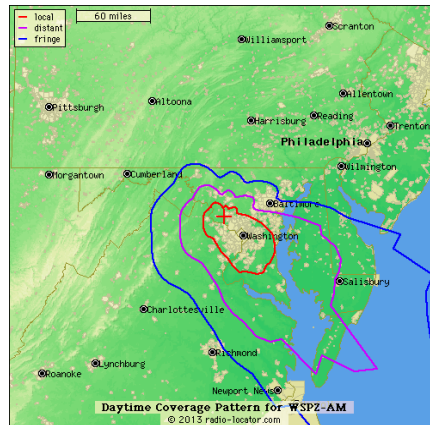 local
distant
fringe
60 miles
Scranton
Williamsport
Allentown
Pittsburgh
Altoona
Reading
Harrisburg
Trenton
Philadelphia
Wilmington
Morgantown
Cumberland
Baltimore
Washington
Salisbury
Charlottesville
Richmond
Lynchburg
Roanoke
Newport News
Daytime Coverage Pattern for WSPZ-AM
© 2013 radio-locator.com